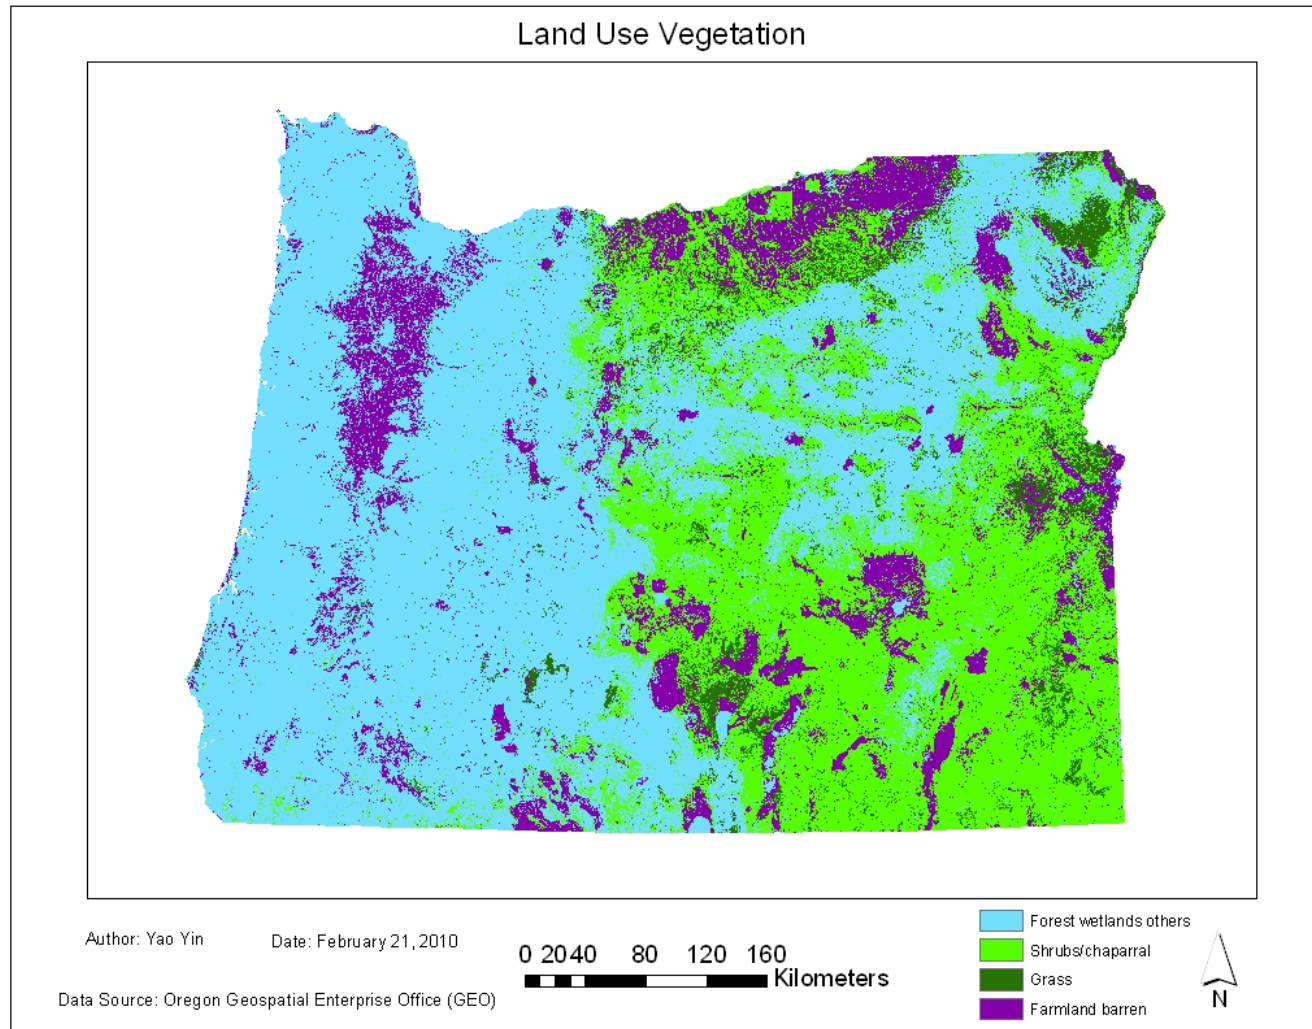 Land Use Vegetation
Author: Yao Yin
Date: February 21, 2010
Data Source: Oregon Geospatial Enterprise Office (GEO)
0 20 40 80 120 160
Kilometers
Forest wetlands others
Shrubs/chaparral
Grass
Farmland barren
N